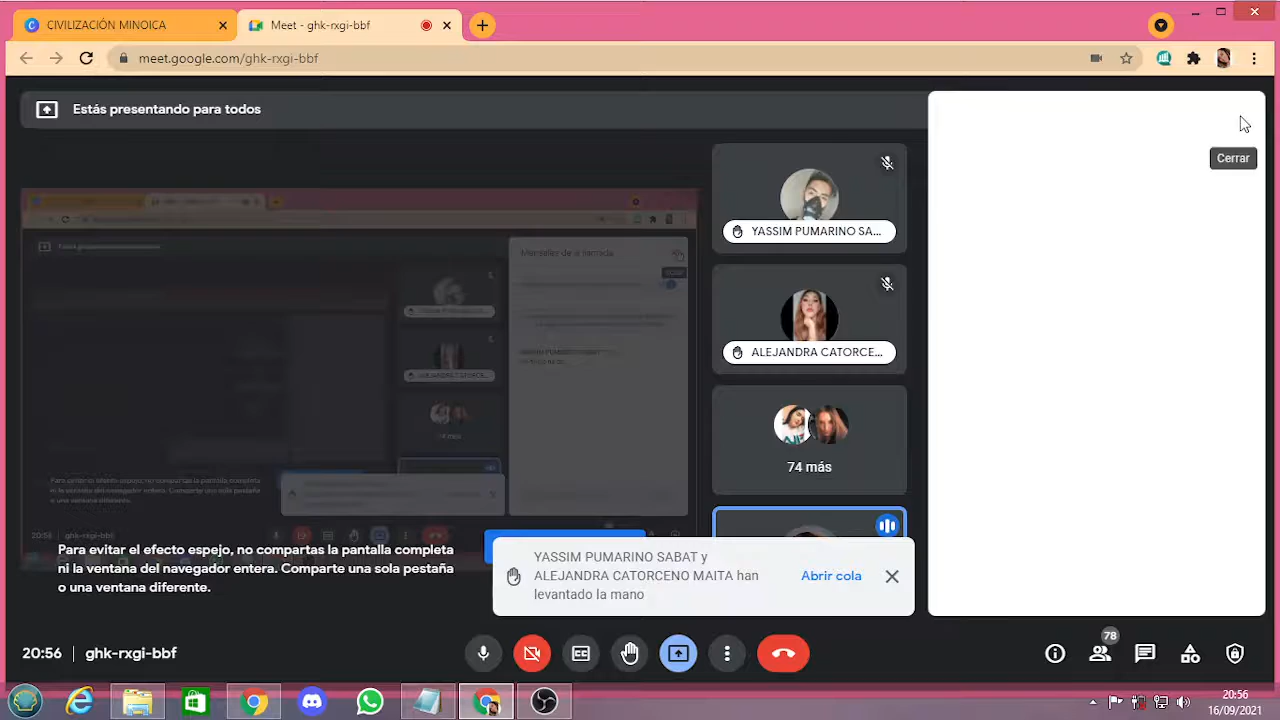 CIVILIZACIÓN MINOICA
Meet - ghk-rxgi-bbf
meet.google.com/ghk-rxgi-bbf
Estás presentando para todos
Cerrar
YASSIM PUMARINO SA...
ALEJANDRA CATORCE...
74 más
Para evitar el efecto espejo, no compartas la pantalla completa
ni la ventana del navegador entera. Comparte una sola pestaña
o una ventana diferente.
YASSIM PUMARINO SABAT y
ALEJANDRA CATORCENO MAITA han
levantado la mano
Abrir cola
20:56 | ghk-rxgi-bbf
78
20:56
16/09/2021